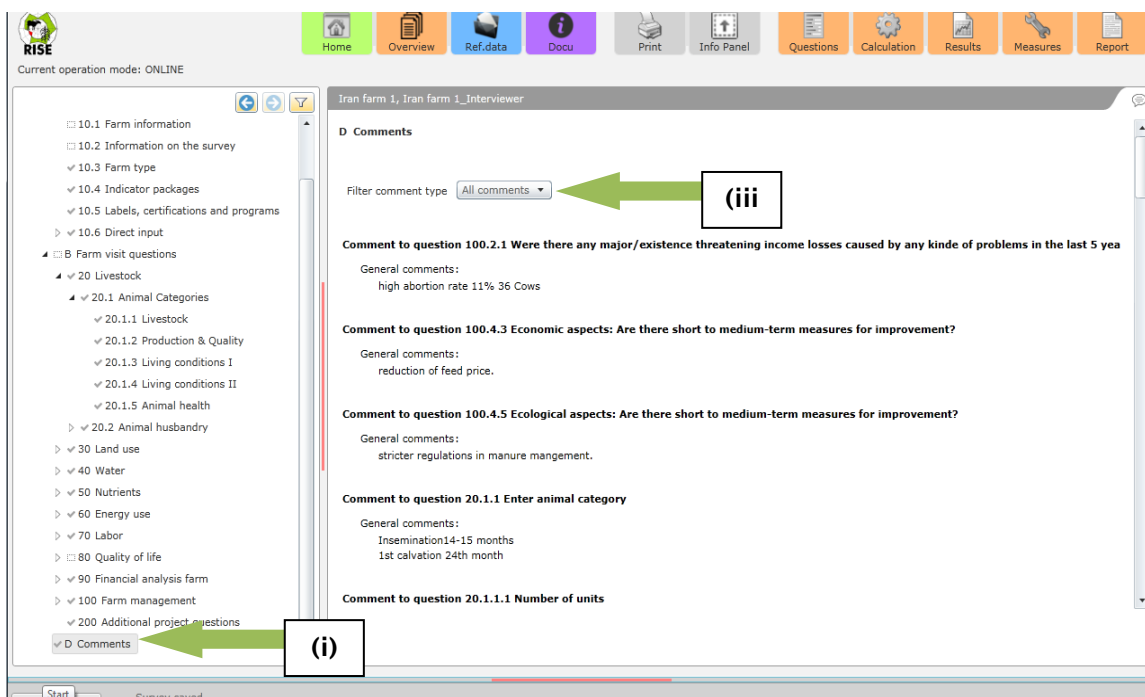 RISE
Home
Overview
Ref.data
Docu
Print
Info Panel
Questions
Calculation
Results
Measures
Report
Current operation mode: ONLINE
10.1 Farm information
10.2 Information on the survey
10.3 Farm type
10.4 Indicator packages
10.5 Labels, certifications and programs
10.6 Direct input
B Farm visit questions
20 Livestock
20.1 Animal Categories
20.1.1 Livestock
20.1.2 Production & Quality
20.1.3 Living conditions I
20.1.4 Living conditions II
20.1.5 Animal health
20.2 Animal husbandry
30 Land use
40 Water
50 Nutrients
60 Energy use
70 Labor
80 Quality of life
90 Financial analysis farm
100 Farm management
200 Additional project questions
D Comments
(i)
Iran farm 1, Iran farm 1_Interviewer
D Comments
Filter comment type All comments
(iii
Comment to question 100.2.1 Were there any major/existence threatening income losses caused by any kinde of problems in the last 5 yea
General comments:
high abortion rate 11% 36 Cows
Comment to question 100.4.3 Economic aspects: Are there short to medium-term measures for improvement?
General comments:
reduction of feed price.
Comment to question 100.4.5 Ecological aspects: Are there short to medium-term measures for improvement?
General comments:
stricter regulations in manure mangement.
Comment to question 20.1.1 Enter animal category
General comments:
Insemination14-15 months
1st calvation 24th month
Comment to question 20.1.1.1 Number of units
Start
Survey saved